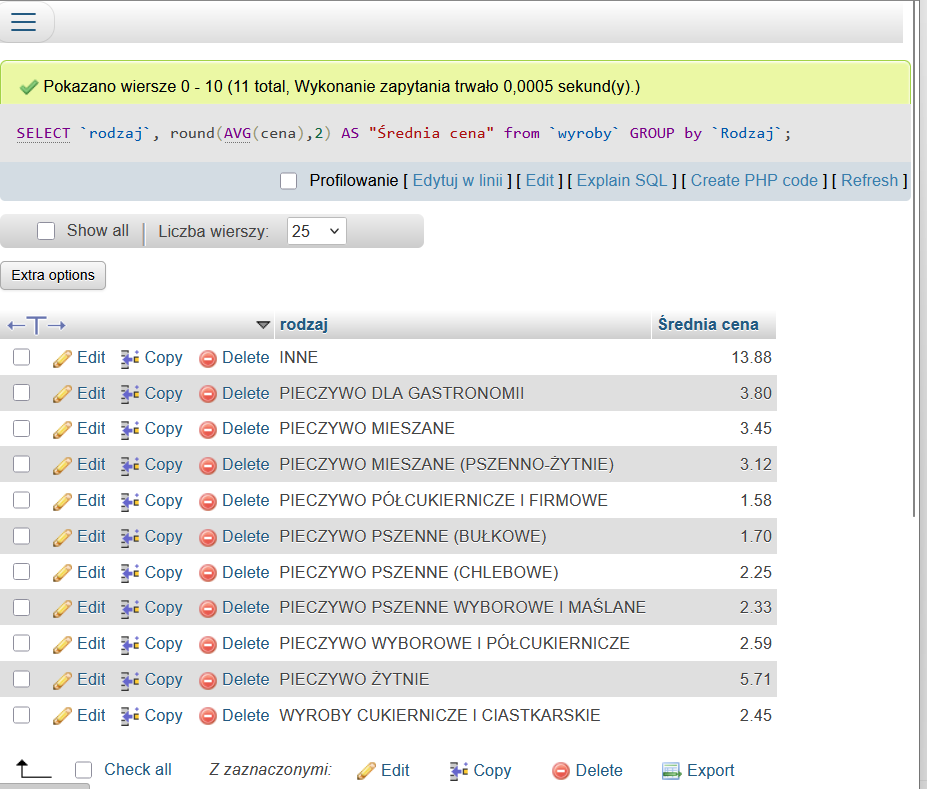 Pokazano wiersze 0 - 10 (11 total, Wykonanie zapytania trwało 0,0005 sekund(y).)
SELECT `rodzaj`, round(AVG(cena),2) AS "Średnia cena" from `wyroby` GROUP by `Rodzaj`;
Profilowanie [ Edytuj w linii ] [ Edit ] [ Explain SQL ] [ Create PHP code ] [ Refresh ]
Show all Liczba wierszy: 25
Extra options
rodzaj Średnia cena
Edit Copy Delete INNE 13.88
Edit Copy Delete PIECZYWO DLA GASTRONOMII 3.80
Edit Copy Delete PIECZYWO MIESZANE 3.45
Edit Copy Delete PIECZYWO MIESZANE (PSZENNO-ŻYTNIE) 3.12
Edit Copy Delete PIECZYWO PÓŁCUKIERNICZE I FIRMOWE 1.58
Edit Copy Delete PIECZYWO PSZENNE (BUŁKOWE) 1.70
Edit Copy Delete PIECZYWO PSZENNE (CHLEBOWE) 2.25
Edit Copy Delete PIECZYWO PSZENNE WYBOROWE I MAŚLANE 2.33
Edit Copy Delete PIECZYWO WYBOROWE I PÓŁCUKIERNICZE 2.59
Edit Copy Delete PIECZYWO ŻYTNIE 5.71
Edit Copy Delete WYROBY CUKIERNICZE I CIASTKARSKIE 2.45
Check all Z zaznaczonymi: Edit Copy Delete Export